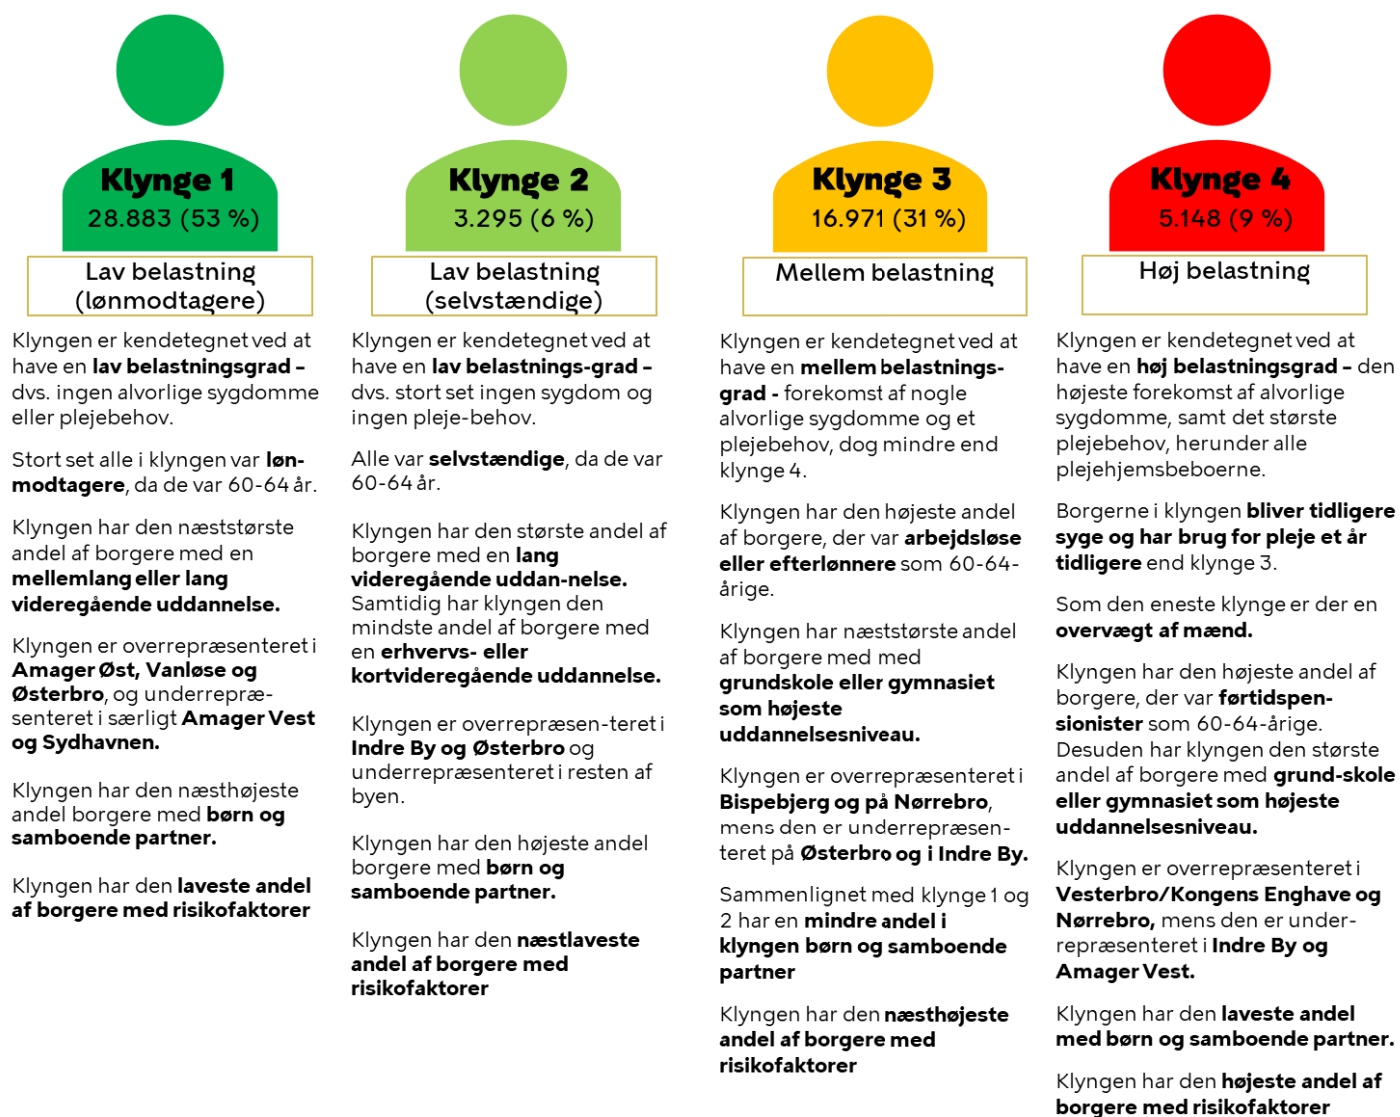 Klynge 1
28.883 (53 %)
Lav belastning
(lønmodtagere)
Klyngen er kendetegnet ved at
have en lav belastningsgrad –
dvs. ingen alvorlige sygdomme
eller plejebehov.
Stort set alle i klyngen var løn-
modtagere, da de var 60-64 år.
Klyngen har den næststørste
andel af borgere med en
mellemlang eller lang
videregående uddannelse.
Klyngen er overrepræsenteret i
Amager Øst, Vanløse og
Østerbro, og underrepræ-
senteret i særligt Amager Vest
og Sydhavnen.
Klyngen har den næsthøjeste
andel borgere med børn og
samboende partner.
Klyngen har den laveste andel
af borgere med risikofaktorer
Klynge 2
3.295 (6 %)
Lav belastning
(selvstændige)
Klyngen er kendetegnet ved at
have en lav belastnings-grad –
dvs. stort set ingen sygdom og
ingen pleje-behov.
Alle var selvstændige, da de var
60-64 år.
Klyngen har den største andel af
borgere med en lang
videregående uddan-nelse.
Samtidig har klyngen den
mindste andel af borgere med
en erhvervs- eller
kortvideregående uddannelse.
Klyngen er overrepræsen-teret i
Indre By og Østerbro og
underrepræsenteret i resten af
byen.
Klyngen har den højeste andel
borgere med børn og
samboende partner.
Klyngen har den næstlaveste
andel af borgere med
risikofaktorer
Klynge 3
16.971 (31 %)
Mellem belastning
Klyngen er kendetegnet ved at
have en mellem belastnings-
grad - forekomst af nogle
alvorlige sygdomme og et
plejebehov, dog mindre end
klynge 4.
Klyngen har den højeste andel
af borgere, der var arbejdsløse
eller efterlønnere som 60-64-
årige.
Klyngen har næststørste andel
af borgere med med
grundskole eller gymnasiet
som højeste
uddannelsesniveau.
Klyngen er overrepræsenteret i
Bispebjerg og på Nørrebro,
mens den er underrepræsen-
teret på Østerbro og i Indre By.
Sammenlignet med klynge 1 og
2 har en mindre andel i
klyngen børn og samboende
partner
Klyngen har den næsthøjeste
andel af borgere med
risikofaktorer
Klynge 4
5.148 (9 %)
Høj belastning
Klyngen er kendetegnet ved at
have en høj belastningsgrad – den
højeste forekomst af alvorlige
sygdomme, samt det største
plejebehov, herunder alle
plejehjemsbeboerne.
Borgerne i klyngen bliver tidligere
syge og har brug for pleje et år
tidligere end klynge 3.
Som den eneste klynge er der en
overvægt af mænd.
Klyngen har den højeste andel af
borgere, der var førtidspen-
sionister som 60-64-årige.
Desuden har klyngen den største
andel af borgere med grund-skole
eller gymnasiet som højeste
uddannelsesniveau.
Klyngen er overrepræsenteret i
Vesterbro/Kongens Enghave og
Nørrebro, mens den er under-
repræsenteret i Indre By og
Amager Vest.
Klyngen har den laveste andel
med børn og samboende partner.
Klyngen har den højeste andel af
borgere med risikofaktorer